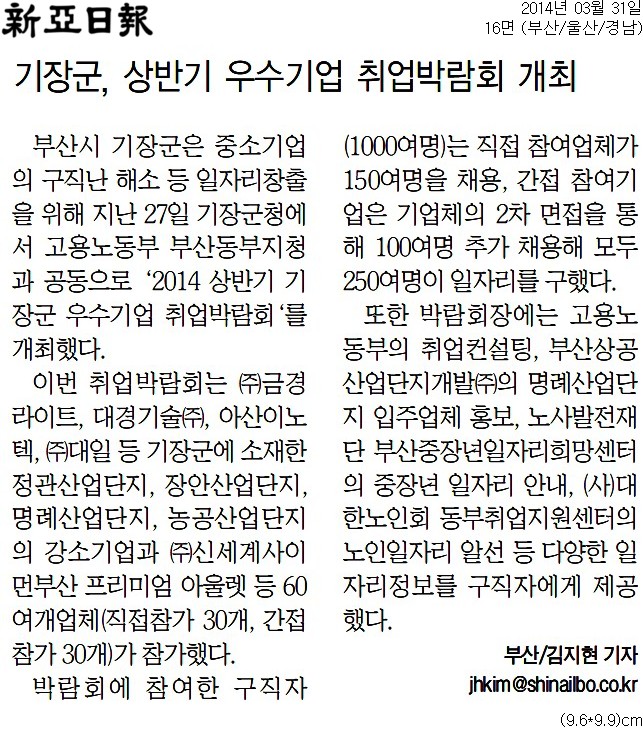 新亞日報
2014년 03월 31일
16면 (부산/울산/경남)
기장군, 상반기 우수기업 취업박람회 개최
부산시 기장군은 중소기업
의 구직난 해소 등 일자리창출
을 위해 지난 27일 기장군청에
서 고용노동부 부산동부지청
과 공동으로 ‘2014 상반기 기
장군 우수기업 취업박람회‘를
개최했다.
이번 취업박람회는 ㈜금경
라이트, 대경기술㈜, 아산이노
텍, ㈜대일 등 기장군에 소재한
정관산업단지, 장안산업단지,
명례산업단지, 농공산업단지
의 강소기업과 ㈜신세계사이
먼부산 프리미엄 아울렛 등 60
여개업체(직접참가 30개, 간접
참가 30개)가 참가했다.
박람회에 참여한 구직자
(1000여명)는 직접 참여업체가
150여명을 채용, 간접 참여기
업은 기업체의 2차 면접을 통
해 100여명 추가 채용해 모두
250여명이 일자리를 구했다.
또한 박람회장에는 고용노
동부의 취업컨설팅, 부산상공
산업단지개발㈜의 명례산업단
지 입주업체 홍보, 노사발전재
단 부산중장년일자리희망센터
의 중장년 일자리 안내, (사)대
한노인회 동부취업지원센터의
노인일자리 알선 등 다양한 일
자리정보를 구직자에게 제공
했다.
부산/김지현 기자
jhkim@shinailbo.co.kr
(9.6*9.9)cm